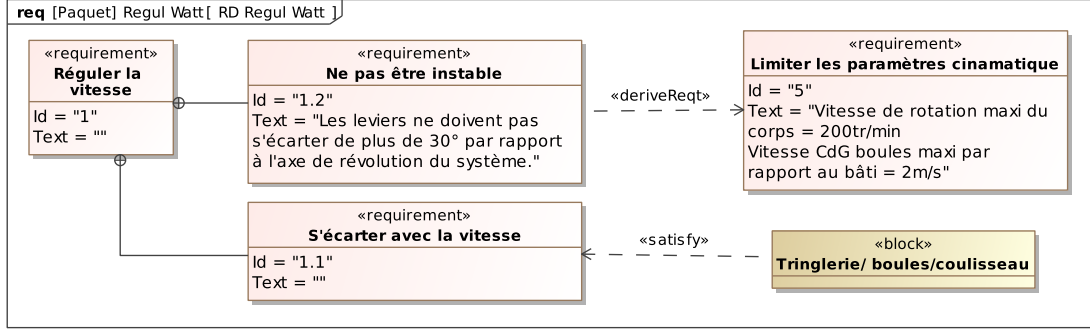 req [Paquet] Regul Watt[ RD Regul Watt ]
«requirement»
Réguler la
vitesse
Id = "1"
Text = ""
«requirement»
Ne pas être instable
Id = "1.2"
Text = "Les leviers ne doivent pas
s'écarter de plus de 30° par rapport
à l'axe de révolution du système."
«deriveReqt»
«requirement»
Limiter les paramètres cinamatique
Id = "5"
Text = "Vitesse de rotation maxi du
corps = 200tr/min
Vitesse CdG boules maxi par
rapport au bâti = 2m/s"
«requirement»
S'écarter avec la vitesse
Id = "1.1"
Text = ""
«satisfy»
«block»
Tringlerie/ boules/coulisseau